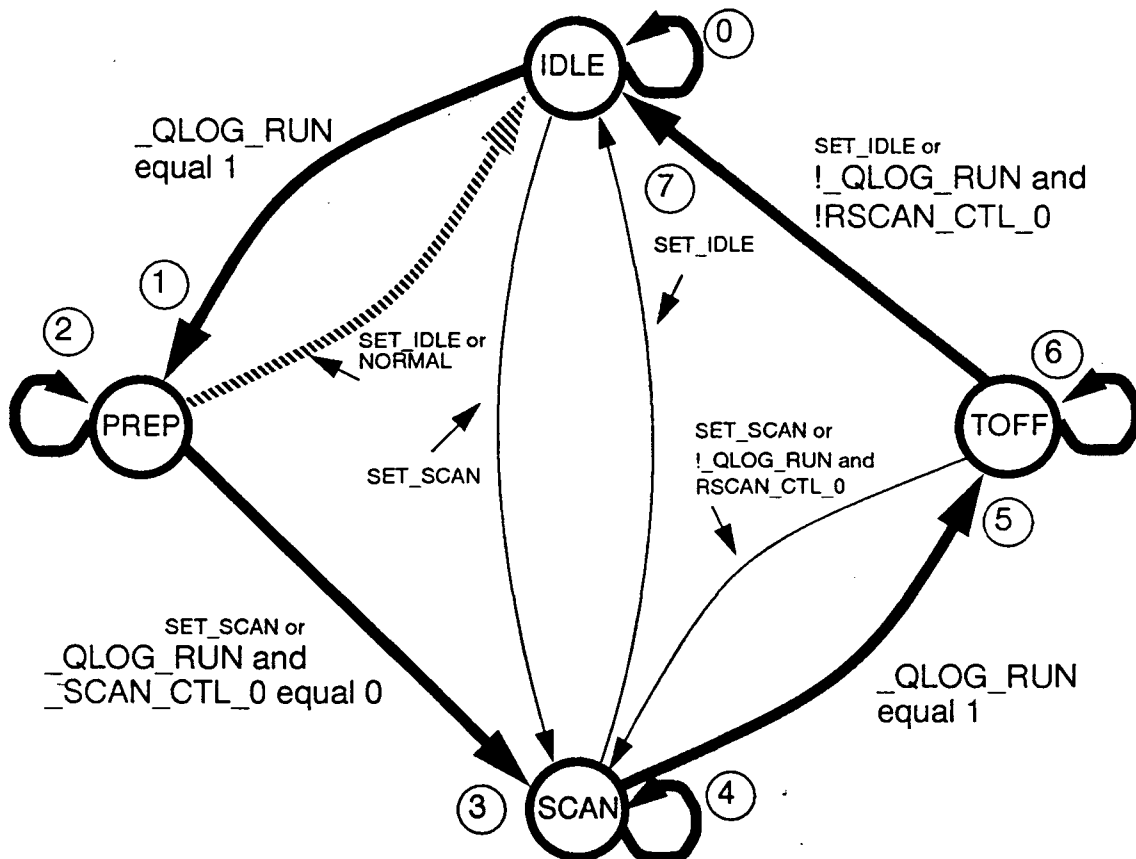 0
IDLE
_QLOG_RUN
equal 1
SET_IDLE or
!_QLOG_RUN and
!RSCAN_CTL_0
7
SET_IDLE
1
2
SET_IDLE or
NORMAL
6
PREP
TOFF
SET_SCAN or
!_QLOG_RUN and
RSCAN_CTL_0
SET_SCAN
5
SET_SCAN or
_QLOG_RUN and
_SCAN_CTL_0 equal 0
_QLOG_RUN
equal 1
3
SCAN
4